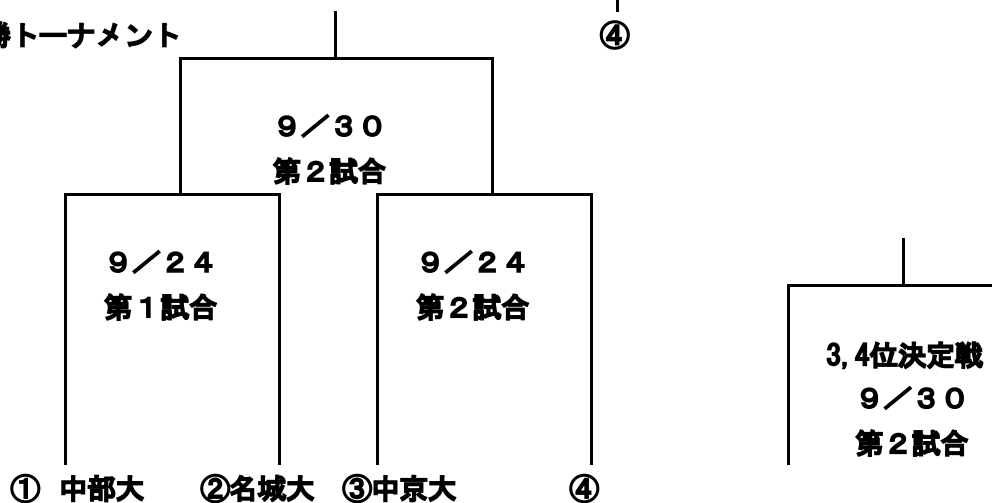 トーナメント
④
９／３０
第２試合
９／２４
第１試合
９／２４
第２試合
3,4位決定戦
９／３０
第２試合
① 中部大
②名城大
③中京大
④